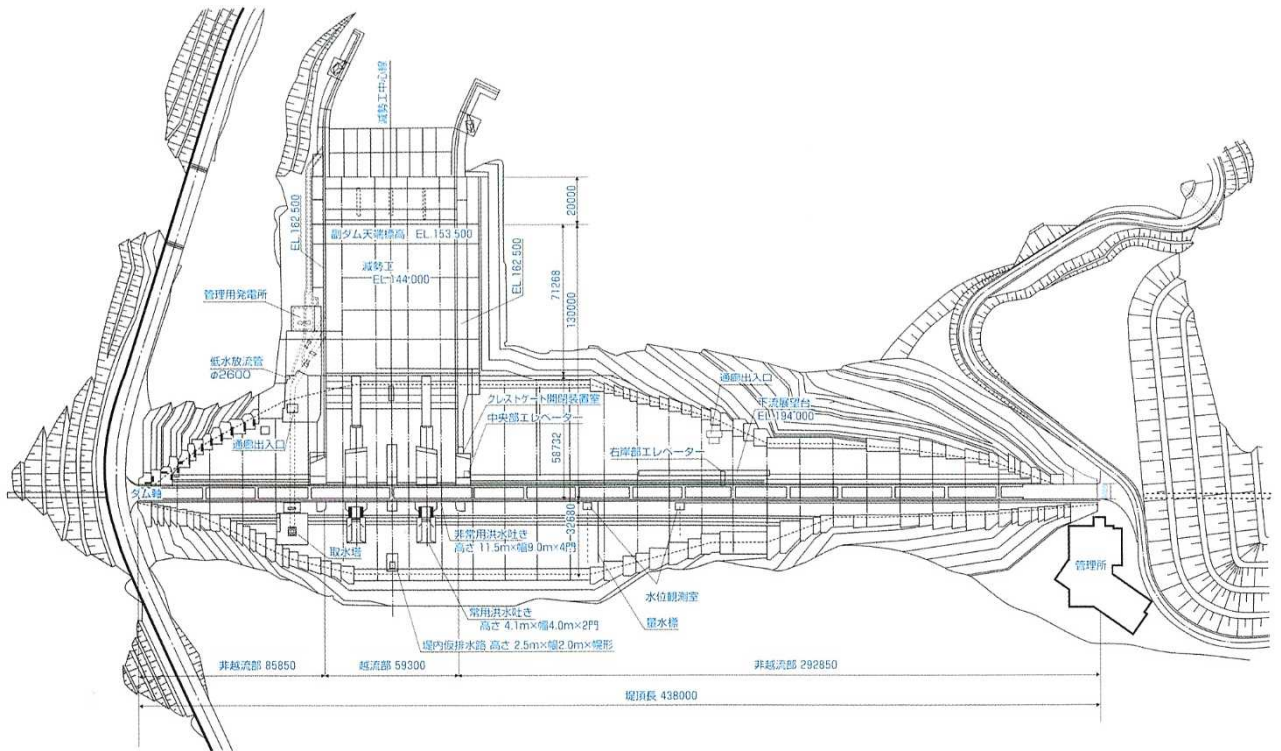 減勢工中心線
EL.162.500
20000
副ダム天端標高 EL.153.500
減勢工
EL.144.000
EL.162.500
71268
130000
管理用発電所
低水放流管
φ2600
通廊出入口
クレストゲート開閉装置室
中央部エレベーター
58732
通廊出入口
下流展望台
EL.194.000
右岸部エレベーター
ダム軸
32680
取水塔
非常用洪水吐き
高さ 11.5m×幅9.0m×4門
管理所
水位観測室
常用洪水吐き
高さ 4.1m×幅4.0m×2門
量水標
堤内仮排水路 高さ 2.5m×幅2.0m×幌形
非越流部 85850
越流部 59300
非越流部 292850
堤頂長 438000